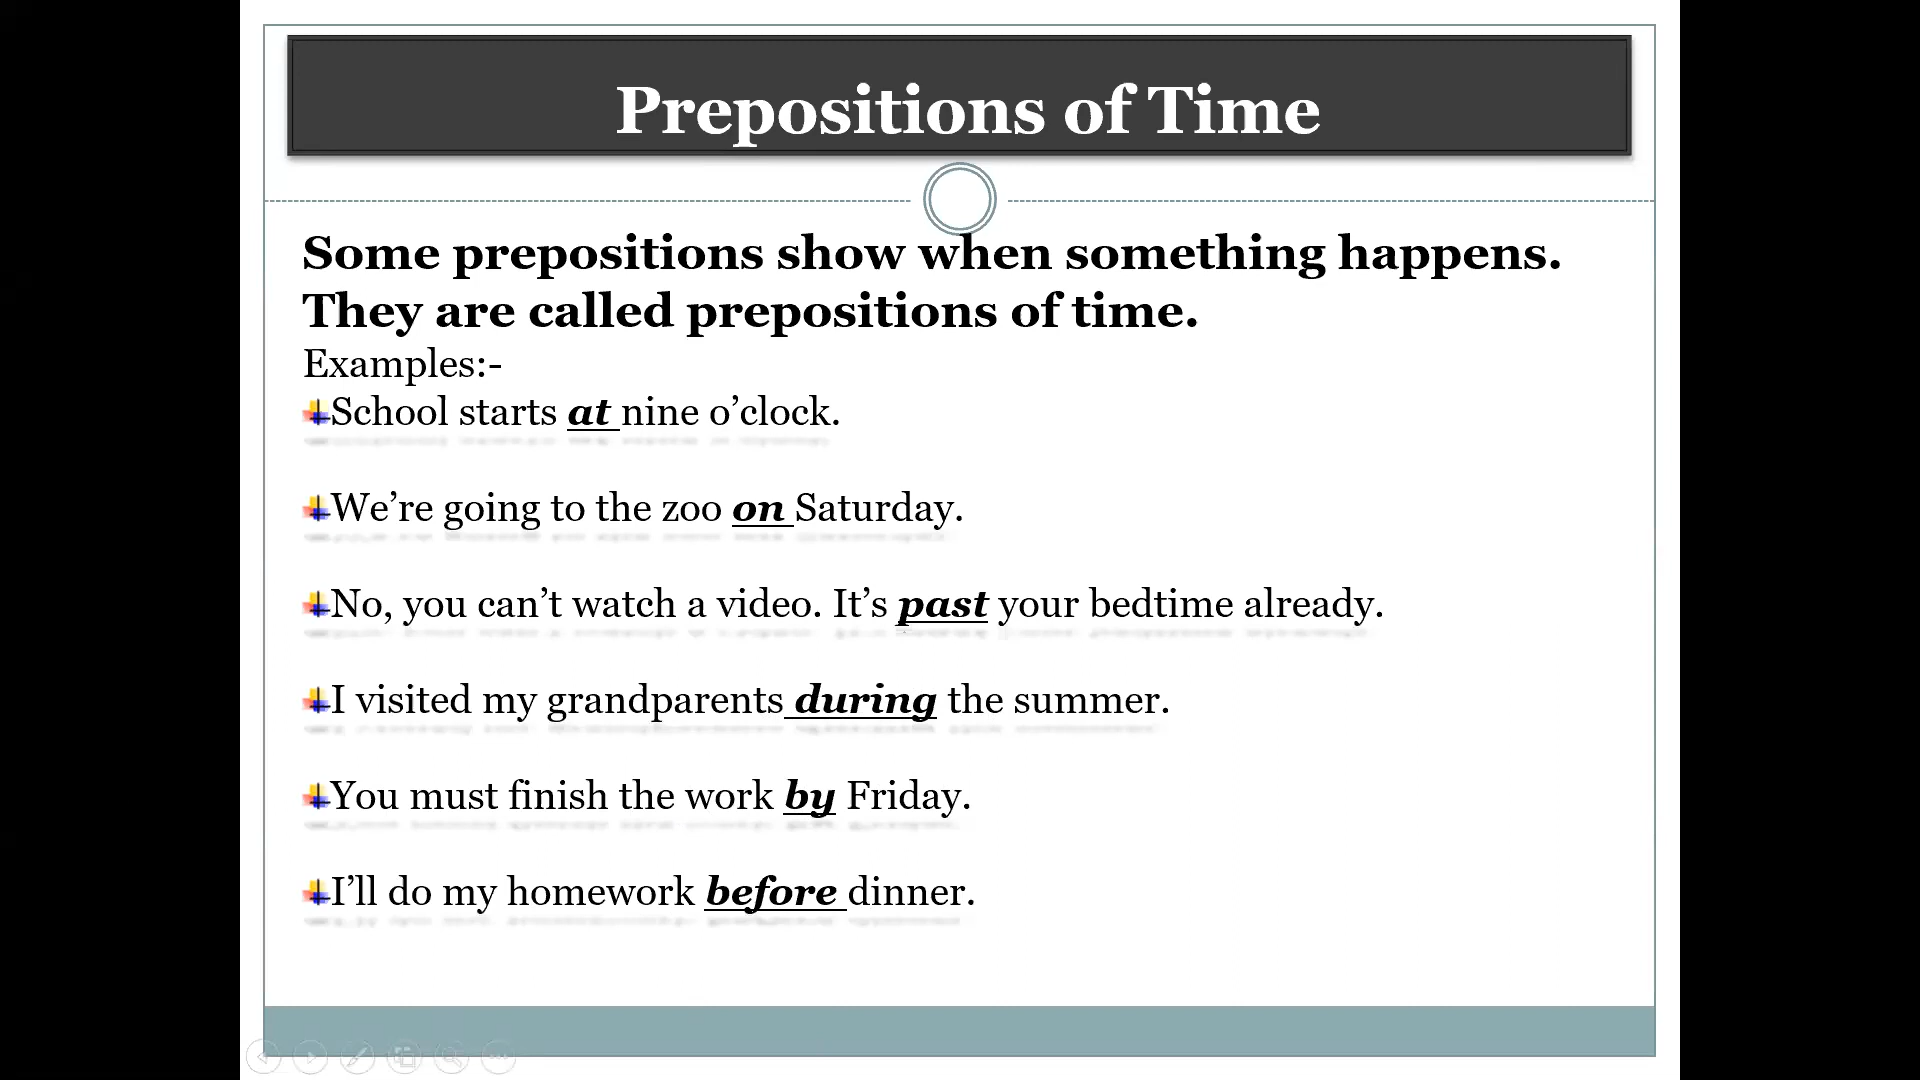 Prepositions of Time
Some prepositions show when something happens.
They are called prepositions of time.
Examples:-
School starts at nine o’clock.
We’re going to the zoo on Saturday.
No, you can’t watch a video. It’s past your bedtime already.
I visited my grandparents during the summer.
You must finish the work by Friday.
I’ll do my homework before dinner.